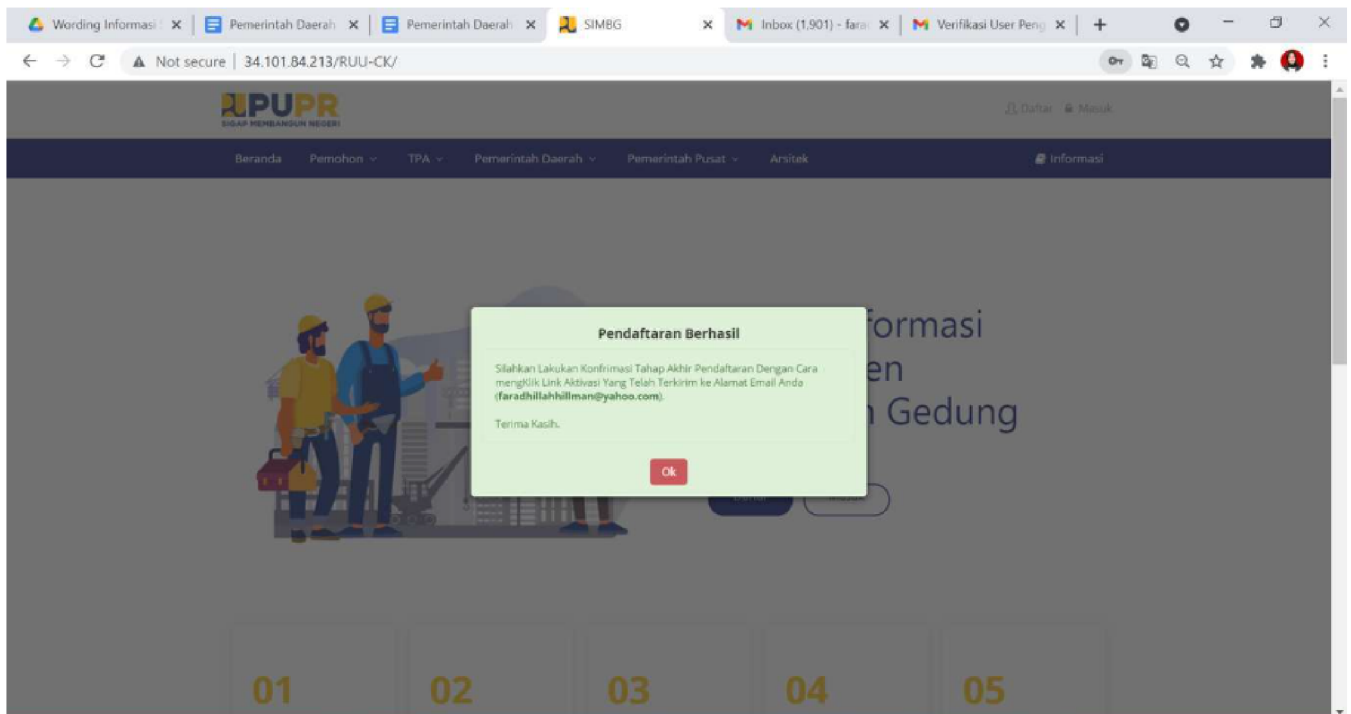 Wording Informasi
Pemerintah Daerah
Pemerintah Daerah
SIMBG
Inbox (1,901) - fara
Verifikasi User Peng
Not secure
34.101.84.213/RUU-CK/
PUPR
SIGAP MEMBANGUN NEGERI
Daftar
Masuk
Beranda Pemohon TPA Pemerintah Daerah Pemerintah Pusat Arsitek Informasi
formasi
en
Gedung
Pendaftaran Berhasil
Silahkan Lakukan Konfrimasi Tahap Akhir Pendaftaran Dengan Cara
mengKlik Link Aktivasi Yang Telah Terkirim ke Alamat Email Anda
(faradhillahhillman@yahoo.com).
Terima Kasih.
Ok
01 02 03 04 05